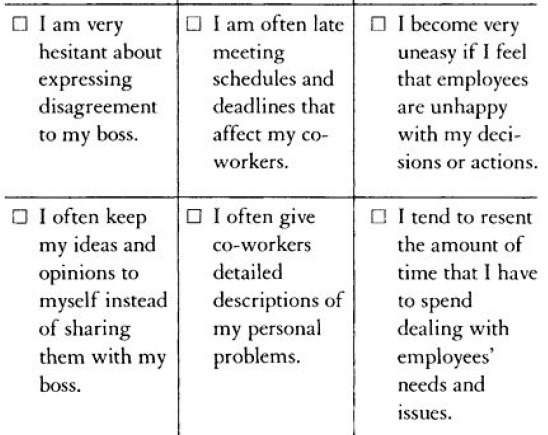 ☐ I am very
hesitant about
expressing
disagreement
to my boss.
☐ I am often late
meeting
schedules and
deadlines that
affect my co-
workers.
☐ I become very
uneasy if I feel
that employees
are unhappy
with my deci-
sions or actions.
☐ I often keep
my ideas and
opinions to
myself instead
of sharing
them with my
boss.
☐ I often give
co-workers
detailed
descriptions of
my personal
problems.
☐ I tend to resent
the amount of
time that I have
to spend
dealing with
employees'
needs and
issues.